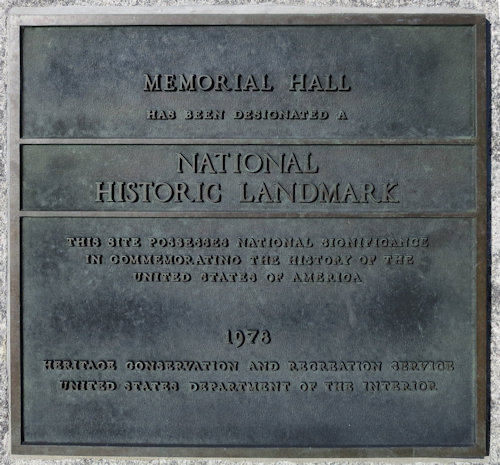 MEMORIAL HALL
HAS BEEN DESIGNATED A
NATIONAL
HISTORIC LANDMARK
THIS SITE POSSESSES NATIONAL SIGNIFICANCE
IN COMMEMORATING THE HISTORY OF THE
UNITED STATES OF AMERICA
1978
HERITAGE CONSERVATION AND RECREATION SERVICE
UNITED STATES DEPARTMENT OF THE INTERIOR